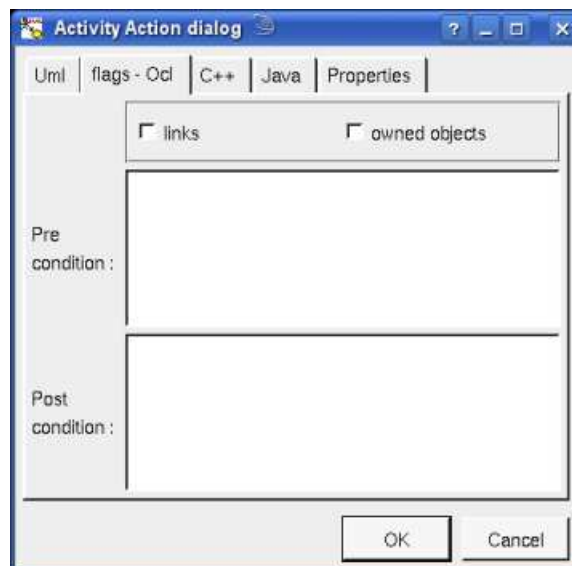 Activity Action dialog
Uml flags - Ocl C++ Java Properties
links owned objects
Pre
condition :
Post
condition :
OK Cancel